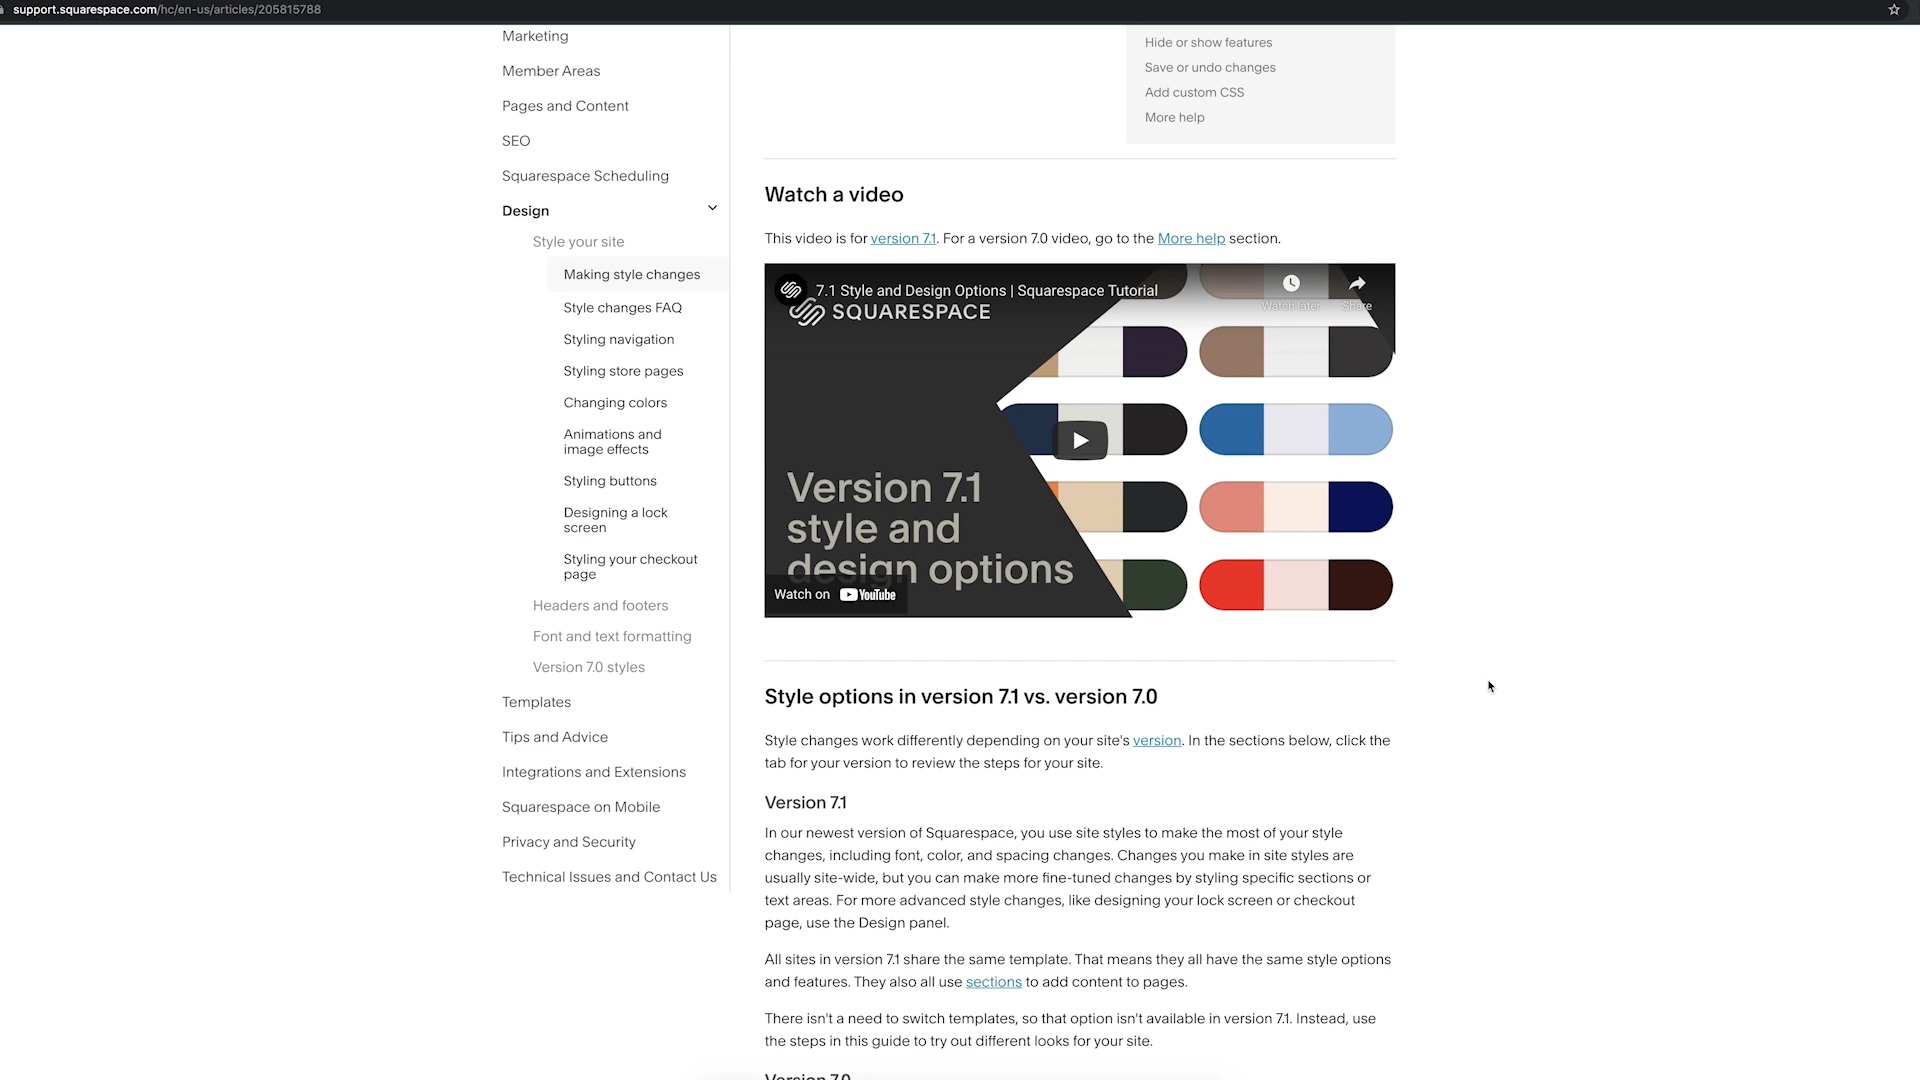 support.squarespace.com/hc/en-us/articles/205815788
Marketing
Member Areas
Pages and Content
SEO
Squarespace Scheduling
Design
Style your site
Making style changes
Style changes FAQ
Styling navigation
Styling store pages
Changing colors
Animations and
image effects
Styling buttons
Designing a lock
screen
Styling your checkout
page
Headers and footers
Font and text formatting
Version 7.0 styles
Templates
Tips and Advice
Integrations and Extensions
Squarespace on Mobile
Privacy and Security
Technical Issues and Contact Us
Hide or show features
Save or undo changes
Add custom CSS
More help
Watch a video
This video is for version 7.1. For a version 7.0 video, go to the More help section.
7.1 Style and Design Options | Squarespace Tutorial
Watch later
Share
SQUARESPACE
Version 7.1
style and
design options
Watch on YouTube
Style options in version 7.1 vs. version 7.0
Style changes work differently depending on your site's version. In the sections below, click the
tab for your version to review the steps for your site.
Version 7.1
In our newest version of Squarespace, you use site styles to make the most of your style
changes, including font, color, and spacing changes. Changes you make in site styles are
usually site-wide, but you can make more fine-tuned changes by styling specific sections or
text areas. For more advanced style changes, like designing your lock screen or checkout
page, use the Design panel.
All sites in version 7.1 share the same template. That means they all have the same style options
and features. They also all use sections to add content to pages.
There isn't a need to switch templates, so that option isn't available in version 7.1. Instead, use
the steps in this guide to try out different looks for your site.
Version 7.0